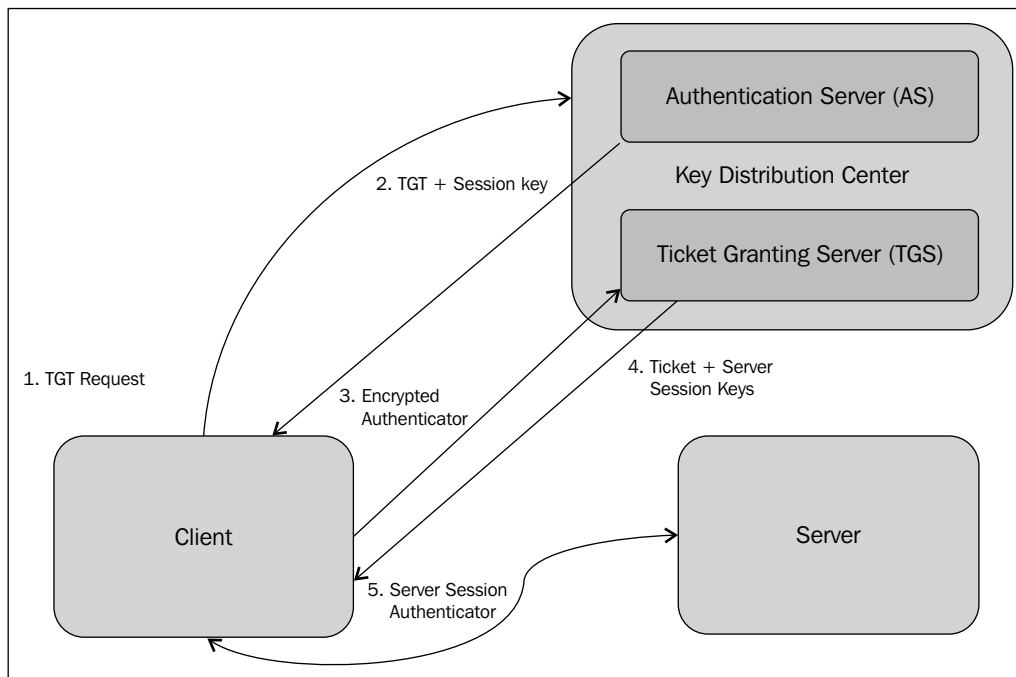 Authentication Server (AS)
Key Distribution Center
Ticket Granting Server (TGS)
2. TGT + Session key
1. TGT Request
3. Encrypted
Authenticator
4. Ticket + Server
Session Keys
Client
Server
5. Server Session
Authenticator